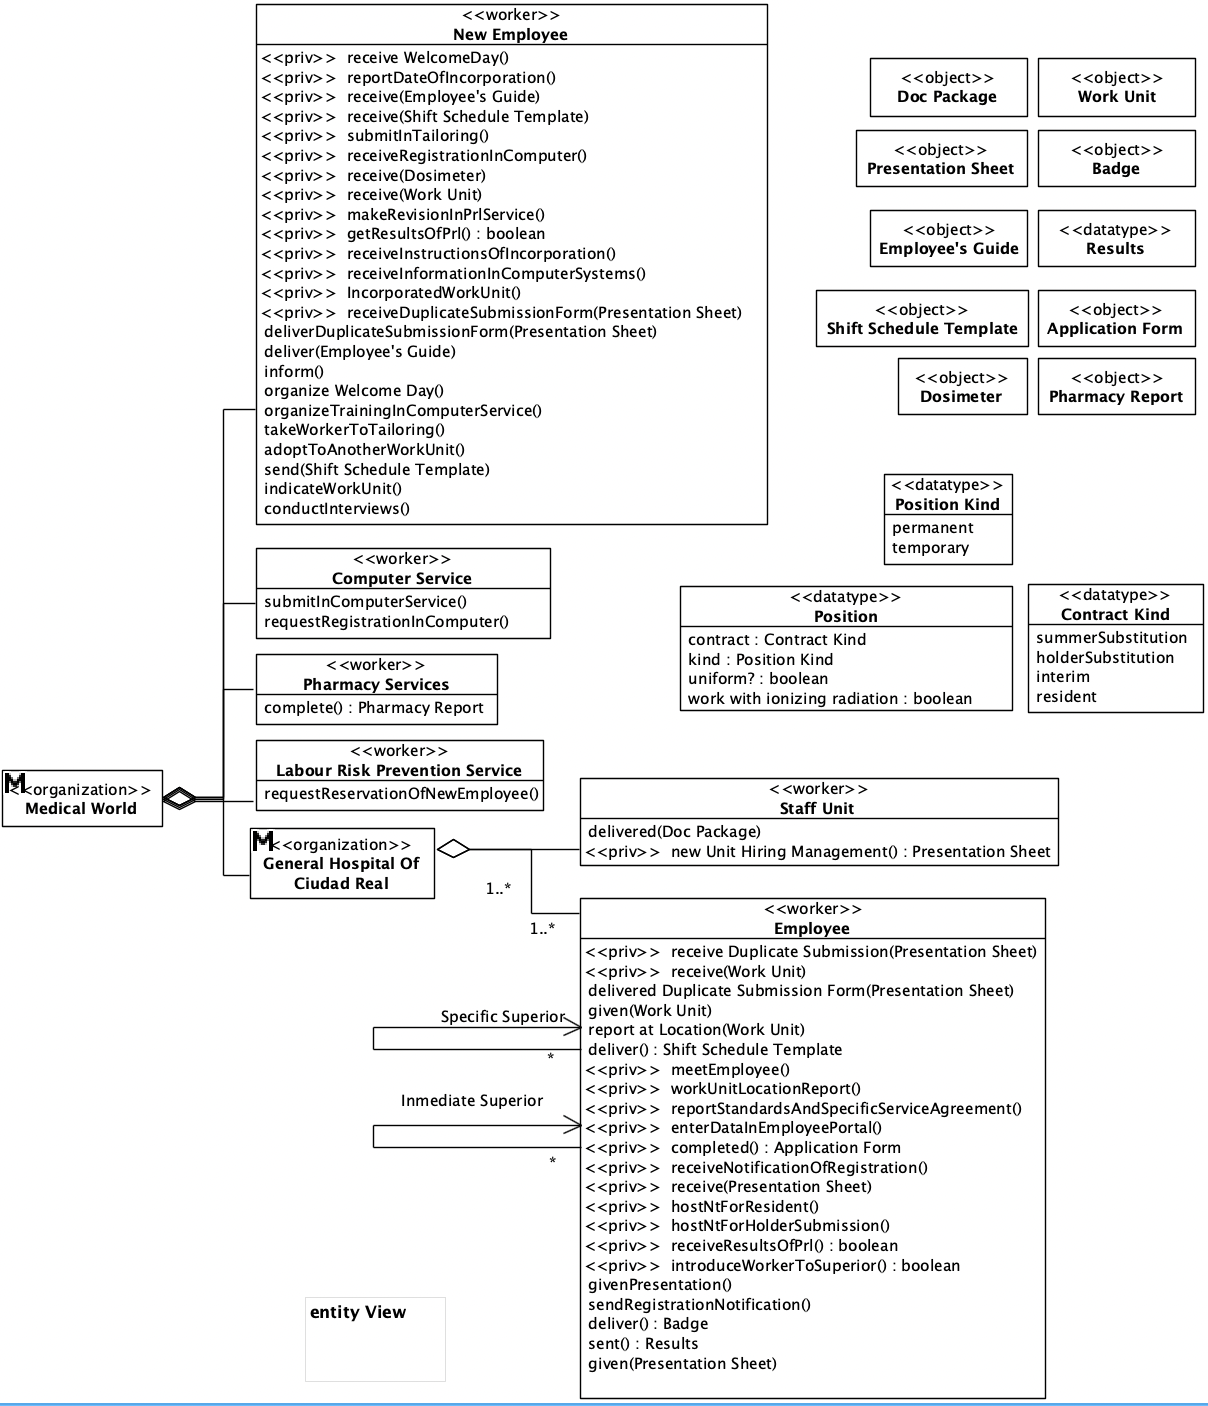 <<worker>>
New Employee
<<priv>> receive WelcomeDay()
<<priv>> reportDateOfIncorporation()
<<priv>> receive(Employee's Guide)
<<priv>> receive(Shift Schedule Template)
<<priv>> submitInTailoring()
<<priv>> receiveRegistrationInComputer()
<<priv>> receive(Dosimeter)
<<priv>> receive(Work Unit)
<<priv>> makeRevisionInPrlService()
<<priv>> getResultsOfPrl() : boolean
<<priv>> receiveInstructionsOfIncorporation()
<<priv>> receiveInformationInComputerSystems()
<<priv>> IncorporatedWorkUnit()
<<priv>> receiveDuplicateSubmissionForm(Presentation Sheet)
deliverDuplicateSubmissionForm(Presentation Sheet)
deliver(Employee's Guide)
inform()
organize Welcome Day()
organizeTrainingInComputerService()
takeWorkerToTailoring()
adoptToAnotherWorkUnit()
send(Shift Schedule Template)
indicateWorkUnit()
conductInterviews()
<<object>>
Doc Package
<<object>>
Work Unit
<<object>>
Presentation Sheet
<<object>>
Badge
<<object>>
Employee's Guide
<<datatype>>
Results
<<object>>
Shift Schedule Template
<<object>>
Application Form
<<object>>
Dosimeter
<<object>>
Pharmacy Report
<<datatype>>
Position Kind
permanent
temporary
<<datatype>>
Position
contract : Contract Kind
kind : Position Kind
uniform? : boolean
work with ionizing radiation : boolean
<<datatype>>
Contract Kind
summerSubstitution
holderSubstitution
interim
resident
<<worker>>
Computer Service
submitInComputerService()
requestRegistrationInComputer()
<<worker>>
Pharmacy Services
complete() : Pharmacy Report
<<worker>>
Labour Risk Prevention Service
requestReservationOfNewEmployee()
M
<<organization>>
Medical World
M
<<organization>>
General Hospital Of
Ciudad Real
1..*
1..*
<<worker>>
Staff Unit
delivered(Doc Package)
<<priv>> new Unit Hiring Management() : Presentation Sheet
<<worker>>
Employee
<<priv>> receive Duplicate Submission(Presentation Sheet)
<<priv>> receive(Work Unit)
delivered Duplicate Submission Form(Presentation Sheet)
given(Work Unit)
report at Location(Work Unit)
deliver() : Shift Schedule Template
<<priv>> meetEmployee()
<<priv>> workUnitLocationReport()
<<priv>> reportStandardsAndSpecificServiceAgreement()
<<priv>> enterDataInEmployeePortal()
<<priv>> completed() : Application Form
<<priv>> receiveNotificationOfRegistration()
<<priv>> receive(Presentation Sheet)
<<priv>> hostNtForResident()
<<priv>> hostNtForHolderSubmission()
<<priv>> receiveResultsOfPrl() : boolean
<<priv>> introduceWorkerToSuperior() : boolean
givenPresentation()
sendRegistrationNotification()
deliver() : Badge
sent() : Results
given(Presentation Sheet)
Specific Superior
*
Inmediate Superior
*
entity View